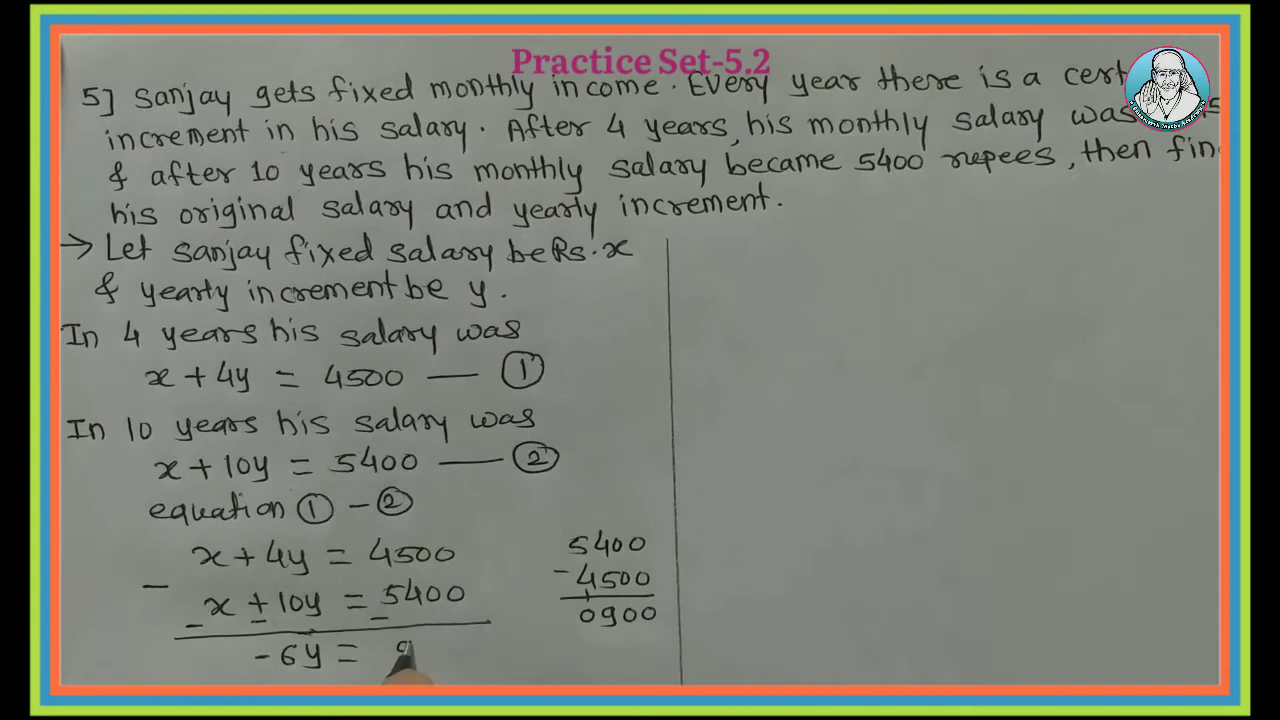 Practice Set-5.2
5] Sanjay gets fixed monthly income. Every year there is a
increment in his salary. After 4 years, his monthly salary was
& after 10 years his monthly salary became 5400 rupees, then
his original salary and yearly increment.
→ Let sanjay fixed salary be Rs. x
& yearly increment be y.
In 4 years his salary was
x + 4y = 4500 — ①
In 10 years his salary was
x + 10y = 5400 — ②
equation ① - ②
x + 4y = 4500
- x + 10y = 5400
- - -
-6y =
5400
- 4500
0900